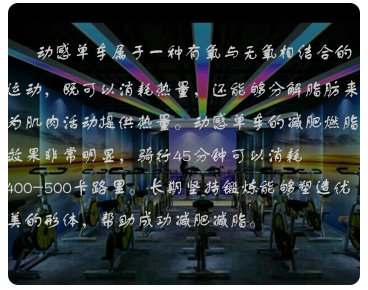 动感单车属于一种有氧与无氧相结合的
运动，既可以消耗热量，还能够分解脂肪来
为肌肉活动提供热量。动感单车的减肥燃脂
效果非常明显，骑行45分钟可以消耗
400-500卡路里。长期坚持锻炼能够塑造优
美的形体，帮助成功减肥减脂。